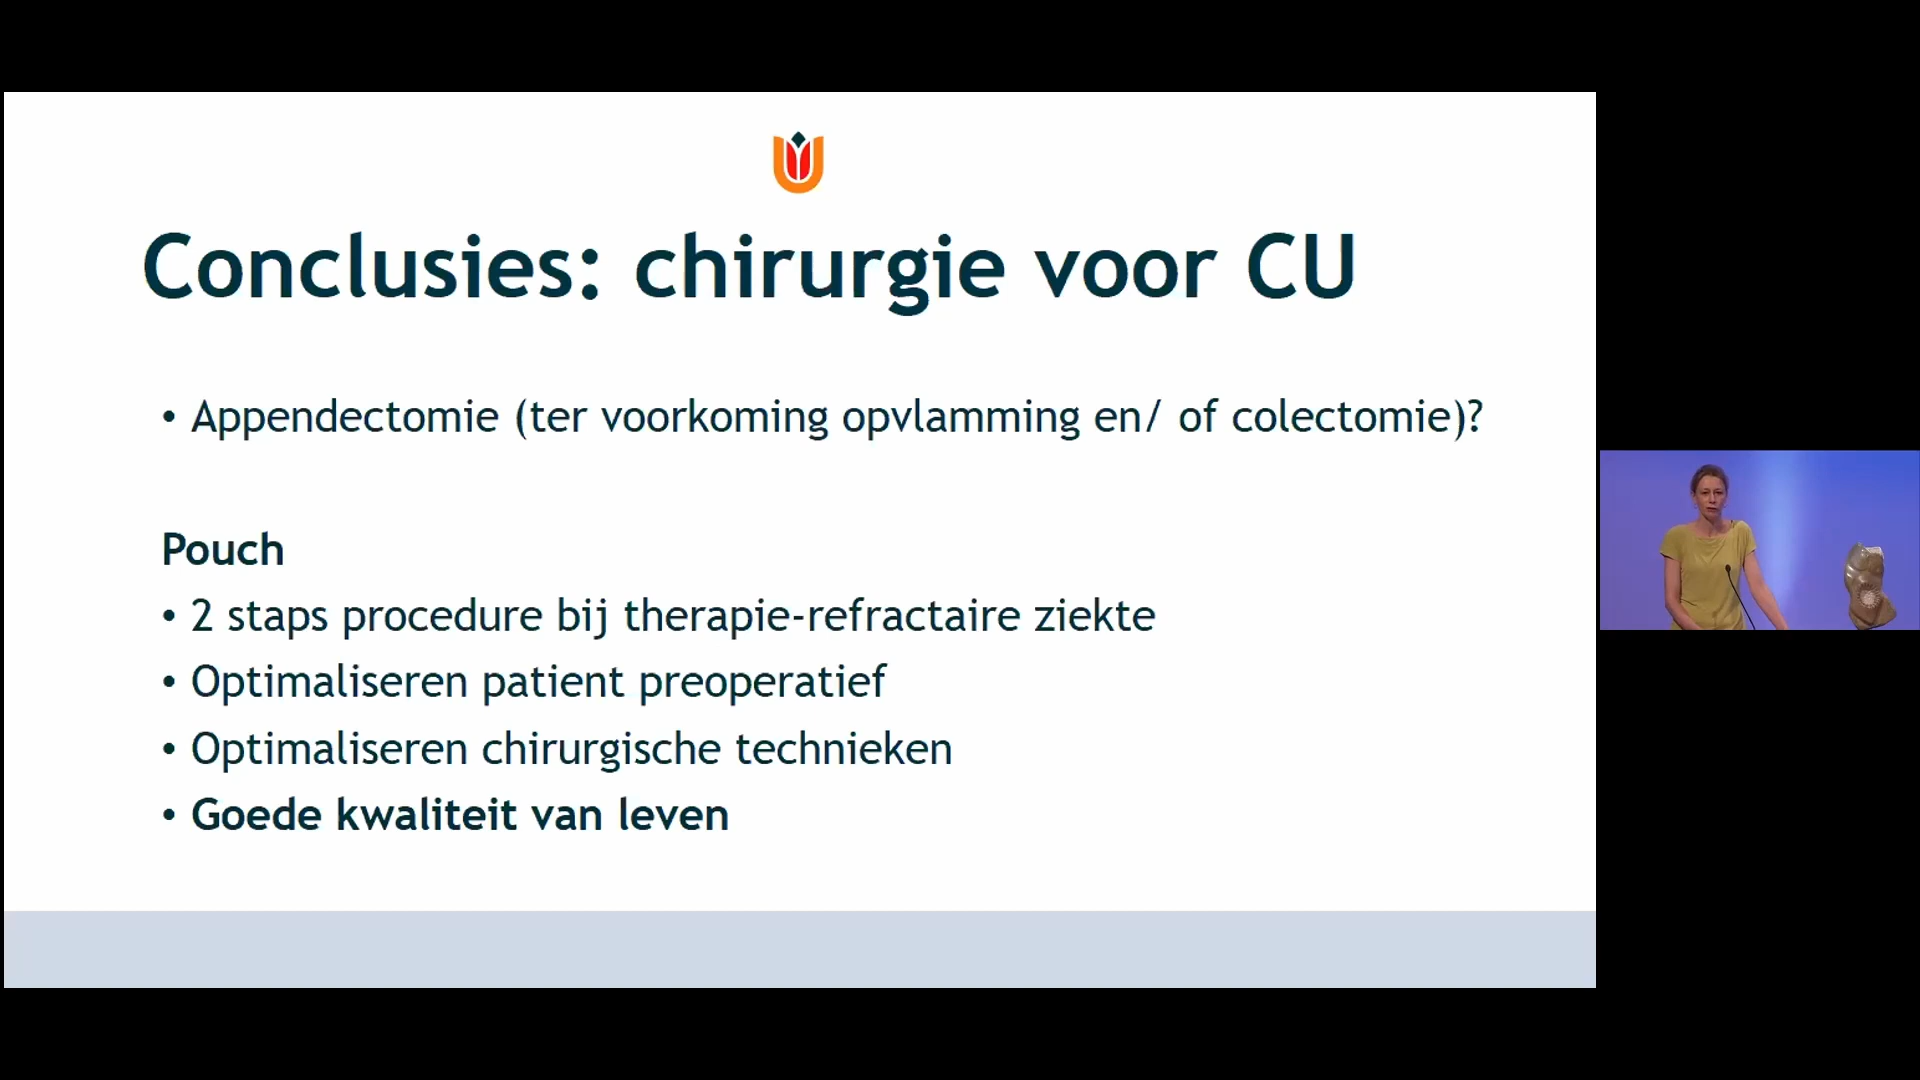 Conclusies: chirurgie voor CU
• Appendectomie (ter voorkoming opvlamming en/ of colectomie)?
Pouch
• 2 staps procedure bij therapie-refractaire ziekte
• Optimaliseren patient preoperatief
• Optimaliseren chirurgische technieken
• Goede kwaliteit van leven